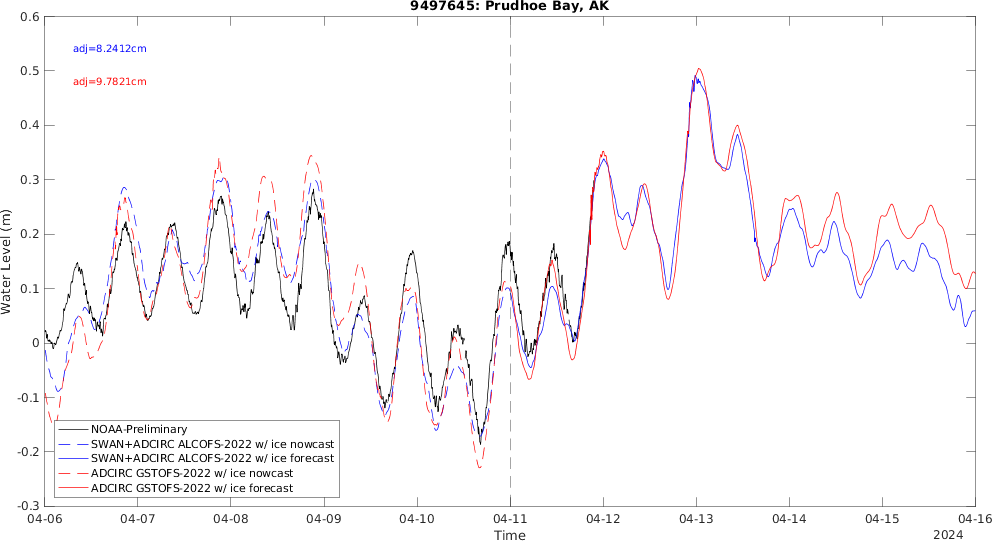 9497645: Prudhoe Bay, AK
adj=8.2412cm
adj=9.7821cm
Water Level (m)
0.6
0.5
0.4
0.3
0.2
0.1
0
-0.1
-0.2
-0.3
NOAA-Preliminary
SWAN+ADCIRC ALCOFS-2022 w/ ice nowcast
SWAN+ADCIRC ALCOFS-2022 w/ ice forecast
ADCIRC GSTOFS-2022 w/ ice nowcast
ADCIRC GSTOFS-2022 w/ ice forecast
04-06 04-07 04-08 04-09 04-10 04-11 04-12 04-13 04-14 04-15 04-16
Time
2024